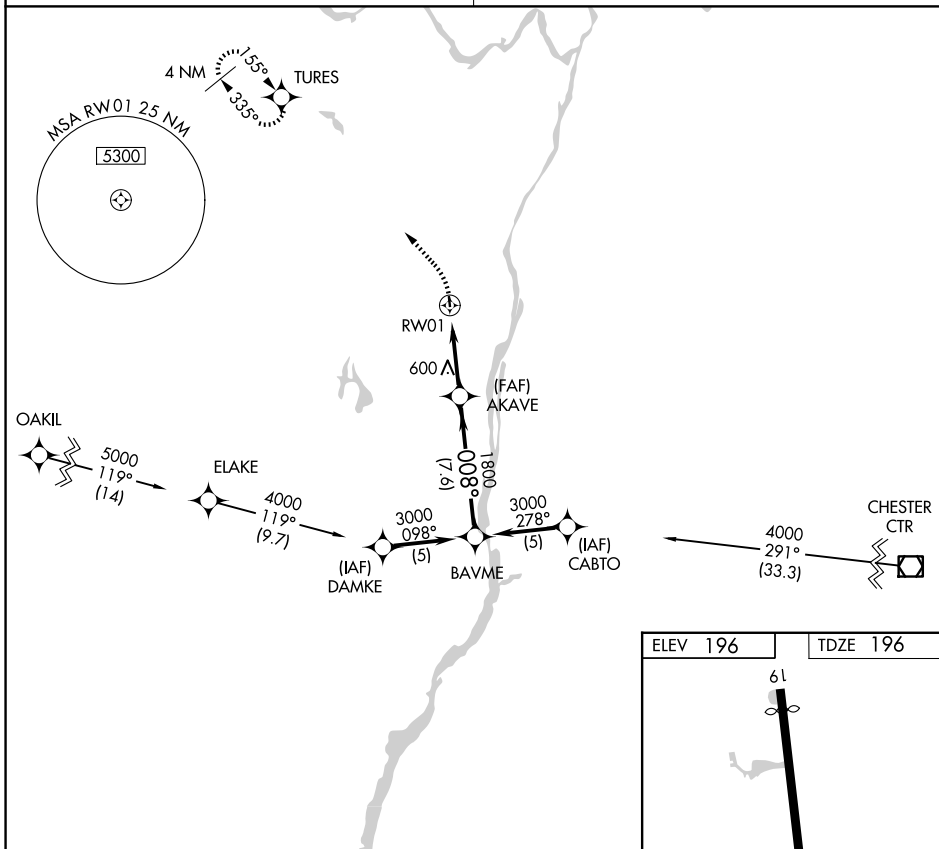 4 NM
155°
335°
TURES
MSA RW01 25 NM
5300
RW01
600
(FAF)
AKAVE
OAKIL
5000
119°
(14)
ELAKE
4000
119°
(9.7)
1800
008°
(7.6)
3000
098°
(5)
(IAF)
DAMKE
BAVME
3000
278°
(5)
(IAF)
CABTO
4000
291°
(33.3)
CHESTER
CTR
ELEV 196
TDZE 196
19